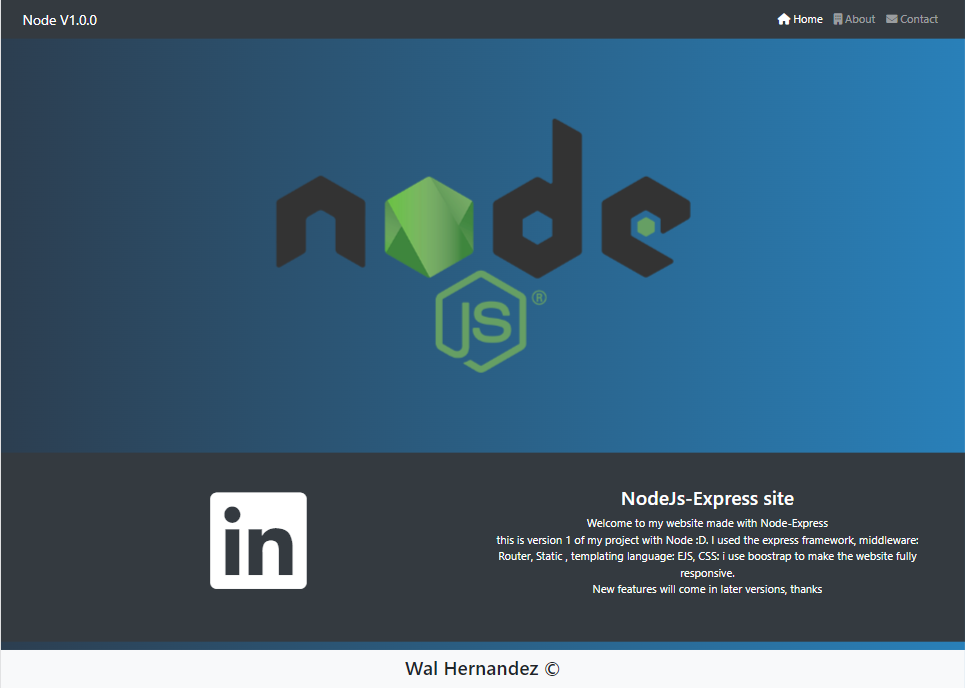 Node V1.0.0
Home About Contact
node
JS ®
in
NodeJs-Express site
Welcome to my website made with Node-Express
this is version 1 of my project with Node :D. I used the express framework, middleware:
Router, Static , templating language: EJS, CSS: i use boostrap to make the website fully
responsive.
New features will come in later versions, thanks
Wal Hernandez ©